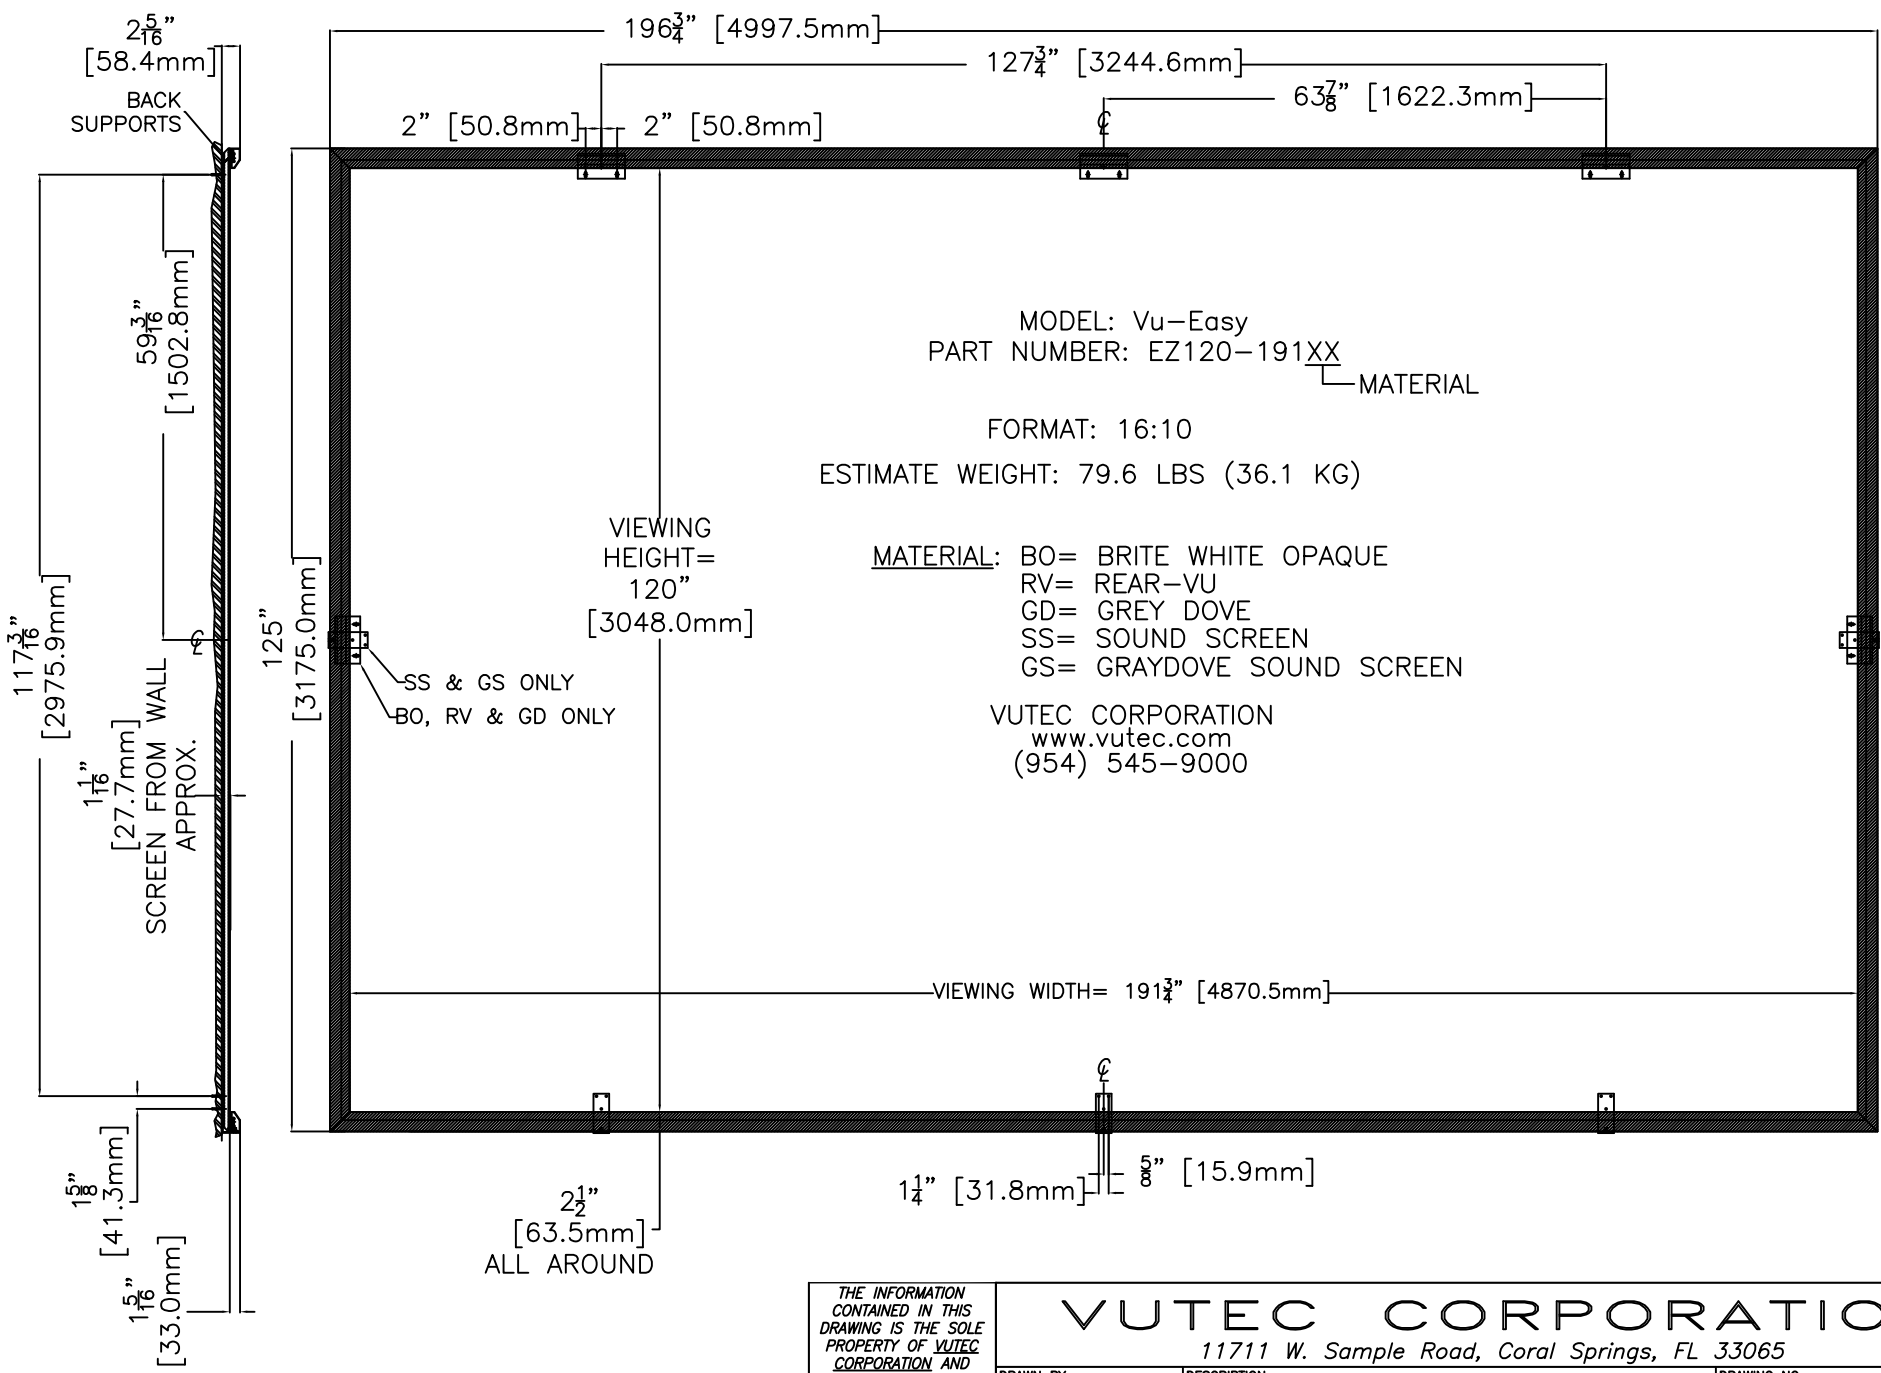 2 5/16"
[58.4mm]
BACK
SUPPORTS
196 3/4" [4997.5mm]
127 3/4" [3244.6mm]
63 7/8" [1622.3mm]
2" [50.8mm]
2" [50.8mm]
℄
59 3/16"
[1502.8mm]
117 3/16"
[2975.9mm]
℄
1 1/16"
[27.7mm]
SCREEN FROM WALL
APPROX.
125"
[3175.0mm]
1 5/8"
[41.3mm]
1 5/16"
[33.0mm]
MODEL: Vu-Easy
PART NUMBER: EZ120-191XX
MATERIAL
FORMAT: 16:10
ESTIMATE WEIGHT: 79.6 LBS (36.1 KG)
VIEWING
HEIGHT=
120"
[3048.0mm]
MATERIAL: BO= BRITE WHITE OPAQUE
RV= REAR-VU
GD= GREY DOVE
SS= SOUND SCREEN
GS= GRAYDOVE SOUND SCREEN
SS & GS ONLY
BO, RV & GD ONLY
VUTEC CORPORATION
www.vutec.com
(954) 545-9000
VIEWING WIDTH= 191 3/4" [4870.5mm]
℄
5/8" [15.9mm]
1 1/4" [31.8mm]
2 1/2"
[63.5mm]
ALL AROUND
THE INFORMATION
CONTAINED IN THIS
DRAWING IS THE SOLE
PROPERTY OF VUTEC
CORPORATION AND
VUTEC CORPORATIO
11711 W. Sample Road, Coral Springs, FL 33065
DRAWN BY
DESCRIPTION
DRAWING NO.